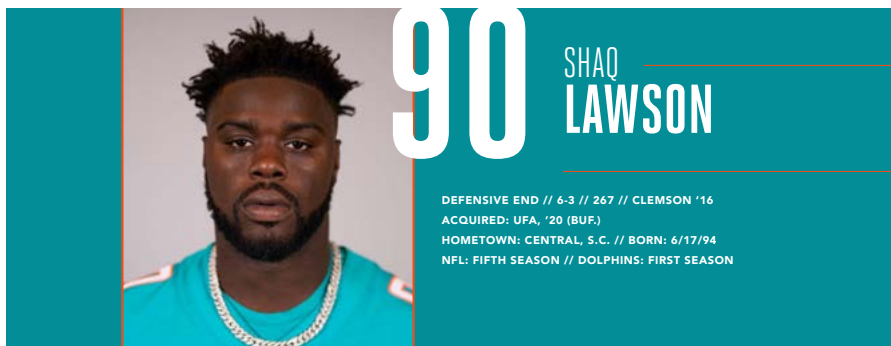 90
SHAQ
LAWSON
DEFENSIVE END // 6-3 // 267 // CLEMSON ‘16
ACQUIRED: UFA, ‘20 (BUF.)
HOMETOWN: CENTRAL, S.C. // BORN: 6/17/94
NFL: FIFTH SEASON // DOLPHINS: FIRST SEASON